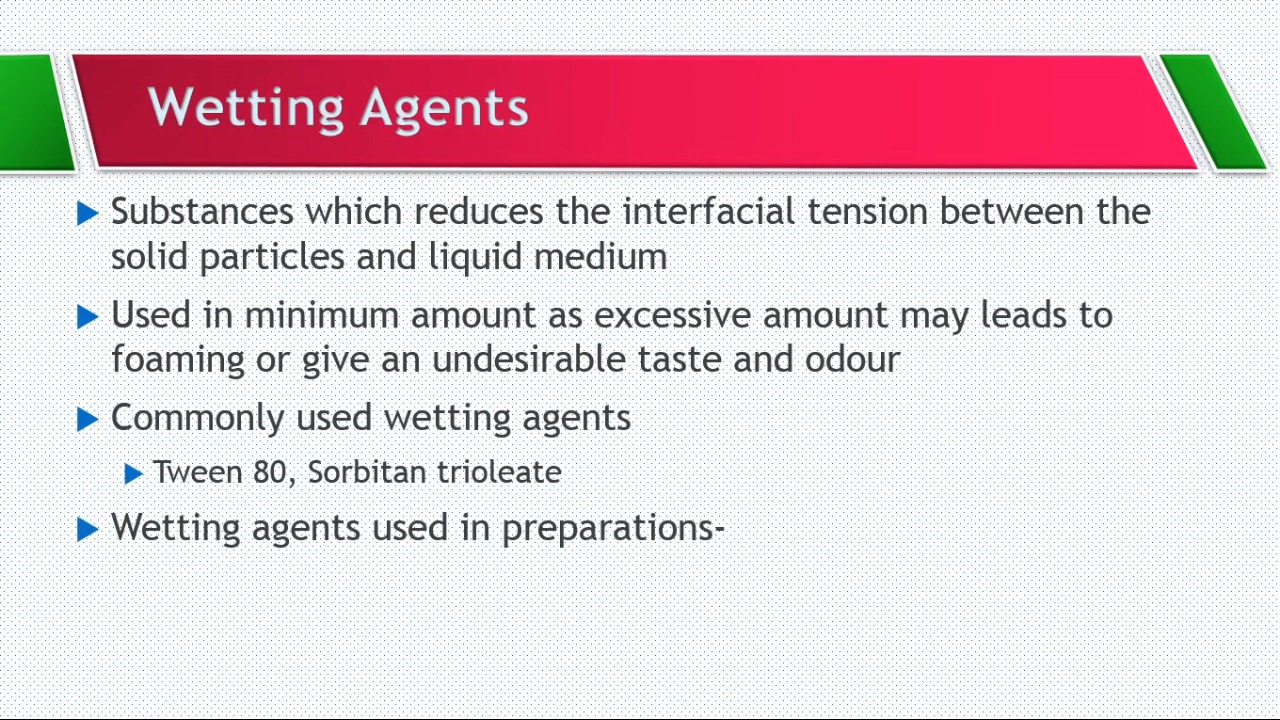 Wetting Agents
Substances which reduces the interfacial tension between the
solid particles and liquid medium
Used in minimum amount as excessive amount may leads to
foaming or give an undesirable taste and odour
Commonly used wetting agents
Tween 80, Sorbitan trioleate
Wetting agents used in preparations-